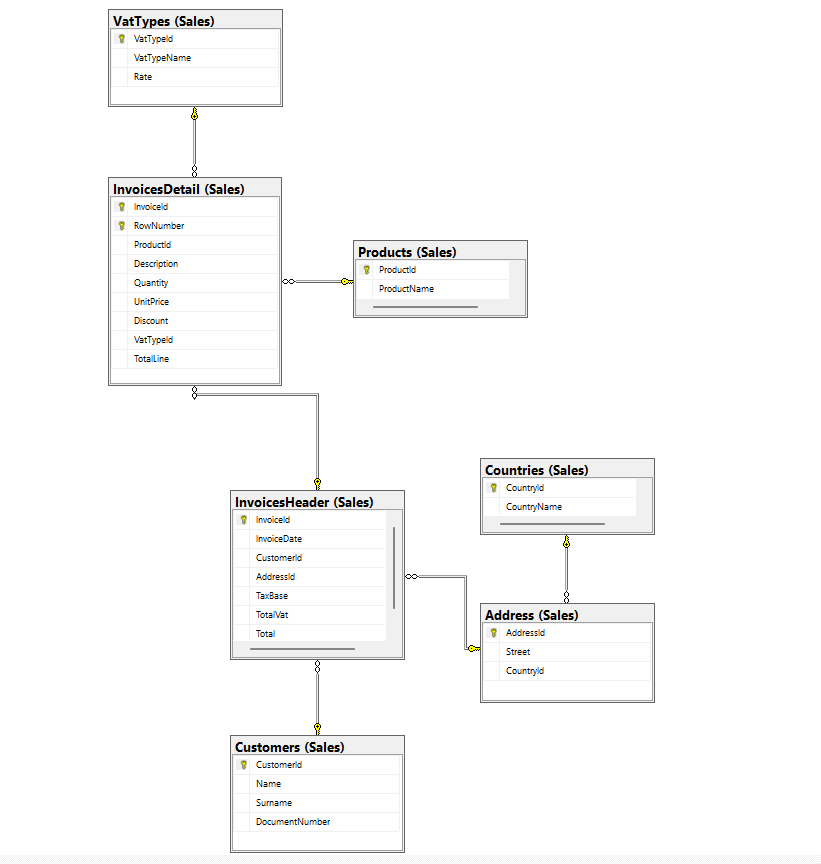 VatTypes (Sales)
VatTypeId
VatTypeName
Rate
InvoicesDetail (Sales)
InvoiceId
RowNumber
ProductId
Description
Quantity
UnitPrice
Discount
VatTypeId
TotalLine
Products (Sales)
ProductId
ProductName
Countries (Sales)
CountryId
CountryName
InvoicesHeader (Sales)
InvoiceId
InvoiceDate
CustomerId
AddressId
TaxBase
TotalVat
Total
Address (Sales)
AddressId
Street
CountryId
Customers (Sales)
CustomerId
Name
Surname
DocumentNumber